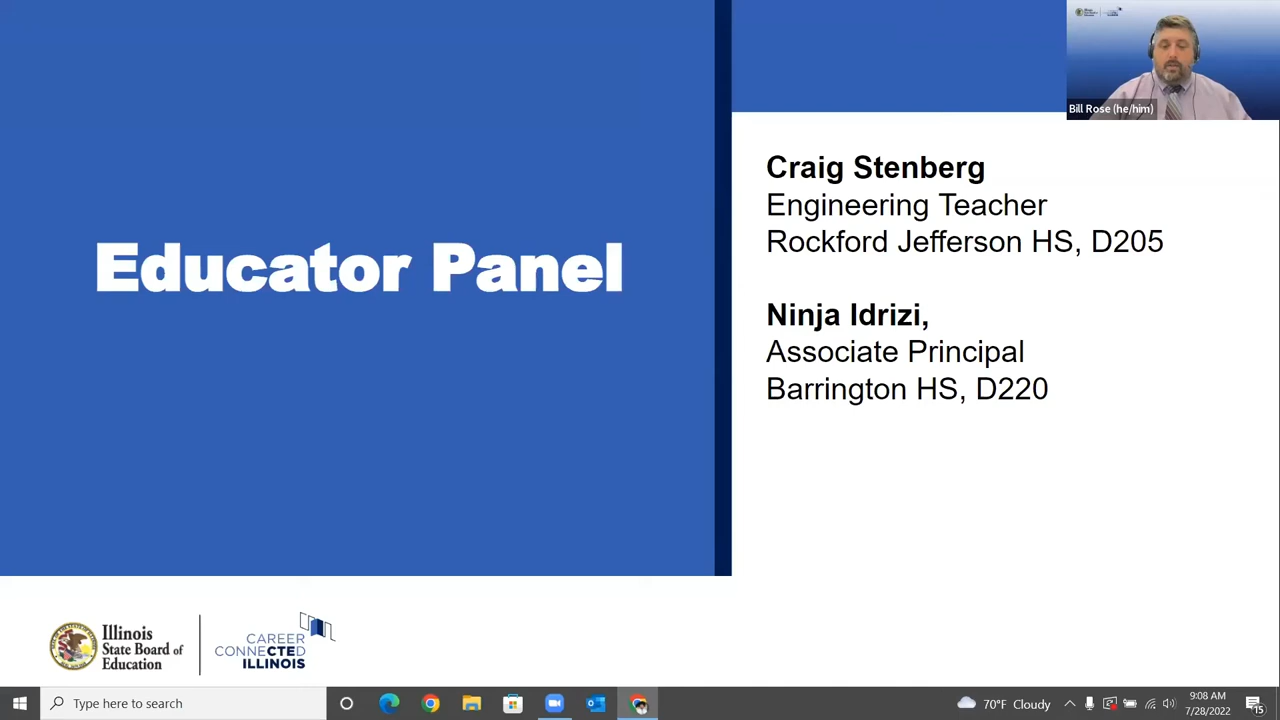 Bill Rose (he/him)
Educator Panel
Craig Stenberg
Engineering Teacher
Rockford Jefferson HS, D205
Ninja Idrizi,
Associate Principal
Barrington HS, D220
Illinois
State Board of
Education
CAREER
CONNECTED
ILLINOIS
Type here to search
70°F Cloudy
9:08 AM
7/28/2022
15